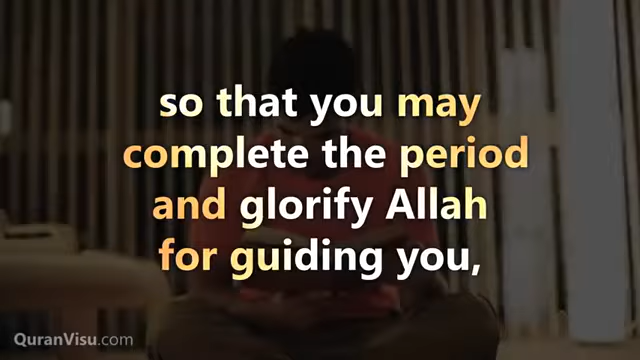 so that you may
complete the period
and glorify Allah
for guiding you,
QuranVisu.com